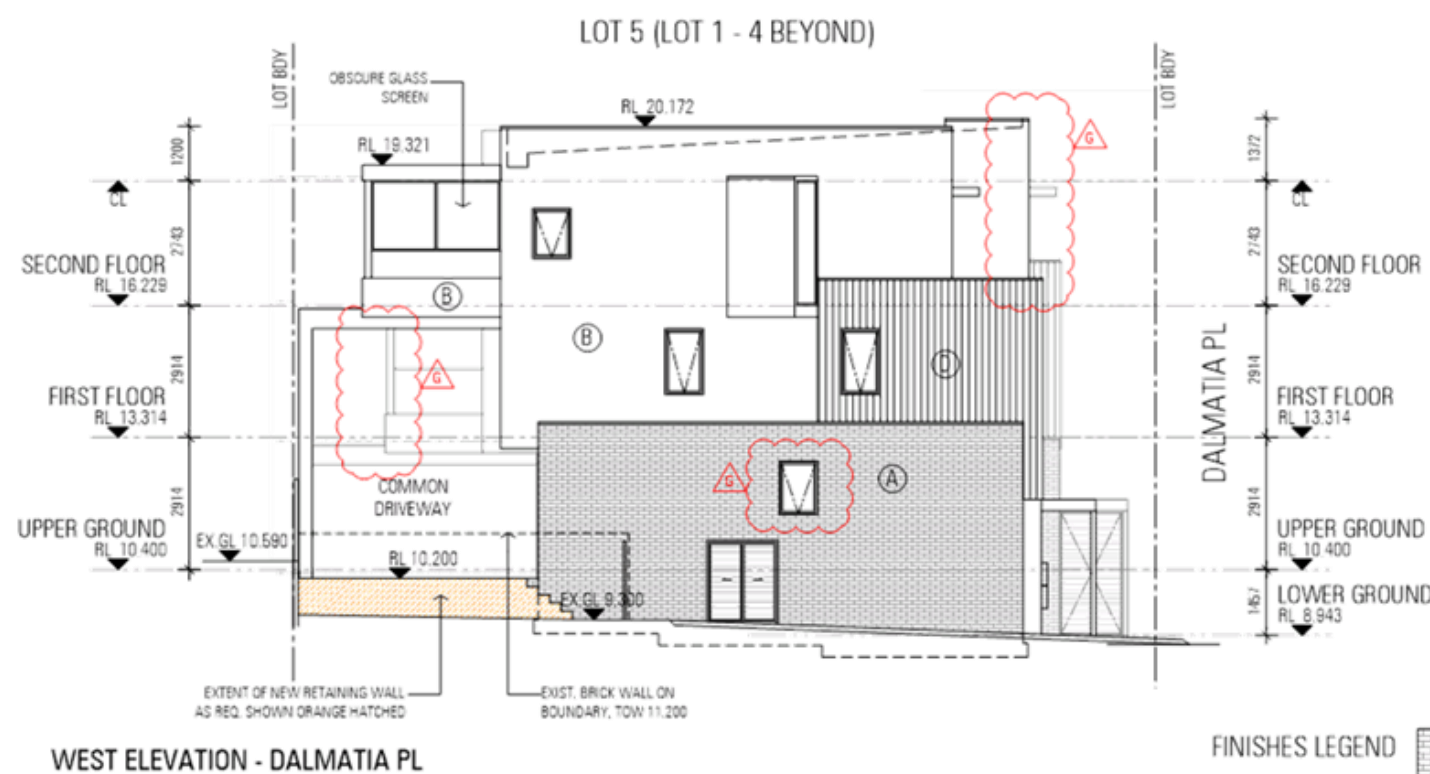 LOT 5 (LOT 1 - 4 BEYOND)
LOT BDY
LOT BDY
OBSCURE GLASS
SCREEN
RL 20.172
RL 19.321
G
1200
1372
CL
CL
2743
2743
SECOND FLOOR
RL 16.229
SECOND FLOOR
RL 16.229
B
B
D
G
2914
2914
DALMATIA PL
FIRST FLOOR
RL 13.314
FIRST FLOOR
RL 13.314
G
A
COMMON
DRIVEWAY
2914
2914
UPPER GROUND
RL 10.400
EX.GL 10.590
RL 10.200
UPPER GROUND
RL 10.400
EX.GL 9.300
1457
LOWER GROUND
RL 8.943
EXTENT OF NEW RETAINING WALL
AS REQ. SHOWN ORANGE HATCHED
EXIST. BRICK WALL ON
BOUNDARY, TOW 11.200
WEST ELEVATION - DALMATIA PL
FINISHES LEGEND